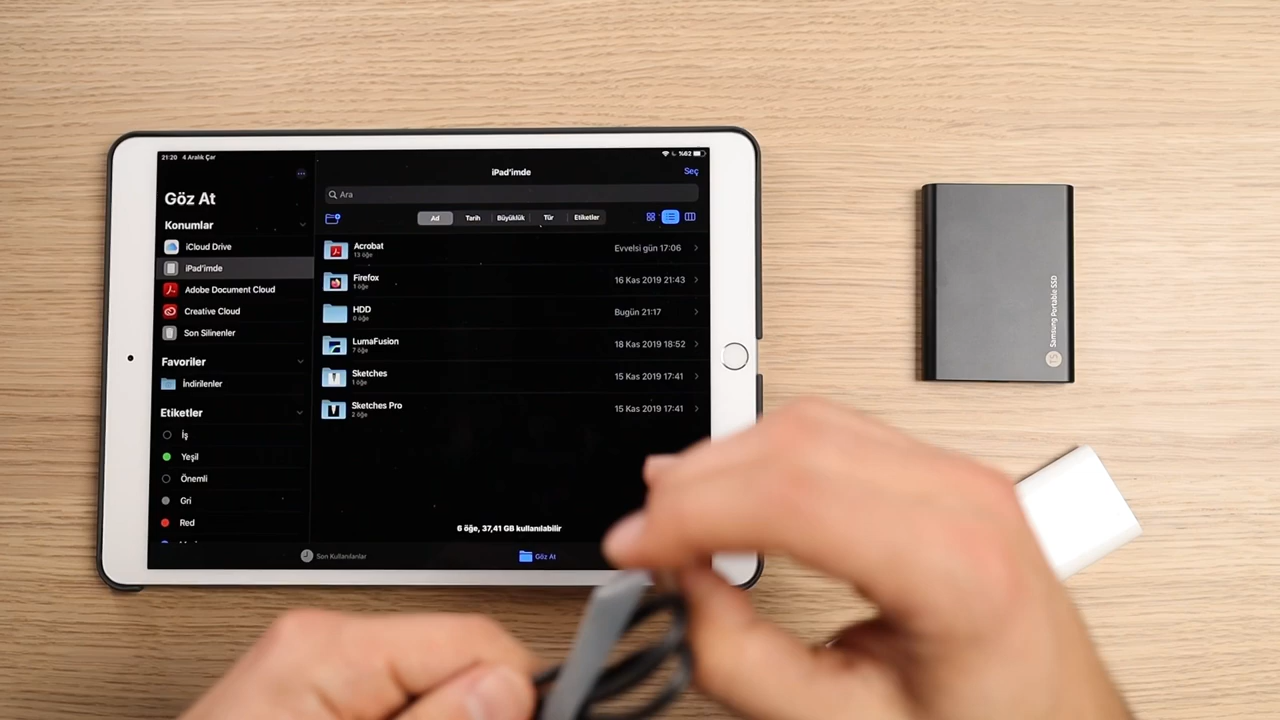 21:20 4 Aralık Çar
%62
Göz At
Konumlar
iCloud Drive
iPad'imde
Adobe Document Cloud
Creative Cloud
Son Silinenler
Favoriler
İndirilenler
Etiketler
İş
Yeşil
Önemli
Gri
Red
iPad'imde
Seç
Ara
Ad Tarih Büyüklük Tür Etiketler
Acrobat
13 öğe
Evvelsi gün 17:06
Firefox
1 öğe
16 Kas 2019 21:43
HDD
0 öğe
Bugün 21:17
LumaFusion
7 öğe
18 Kas 2019 18:52
Sketches
1 öğe
15 Kas 2019 17:41
Sketches Pro
2 öğe
15 Kas 2019 17:41
6 öğe, 37,41 GB kullanılabilir
Son Kullanılanlar
Göz At
T5 Samsung Portable SSD